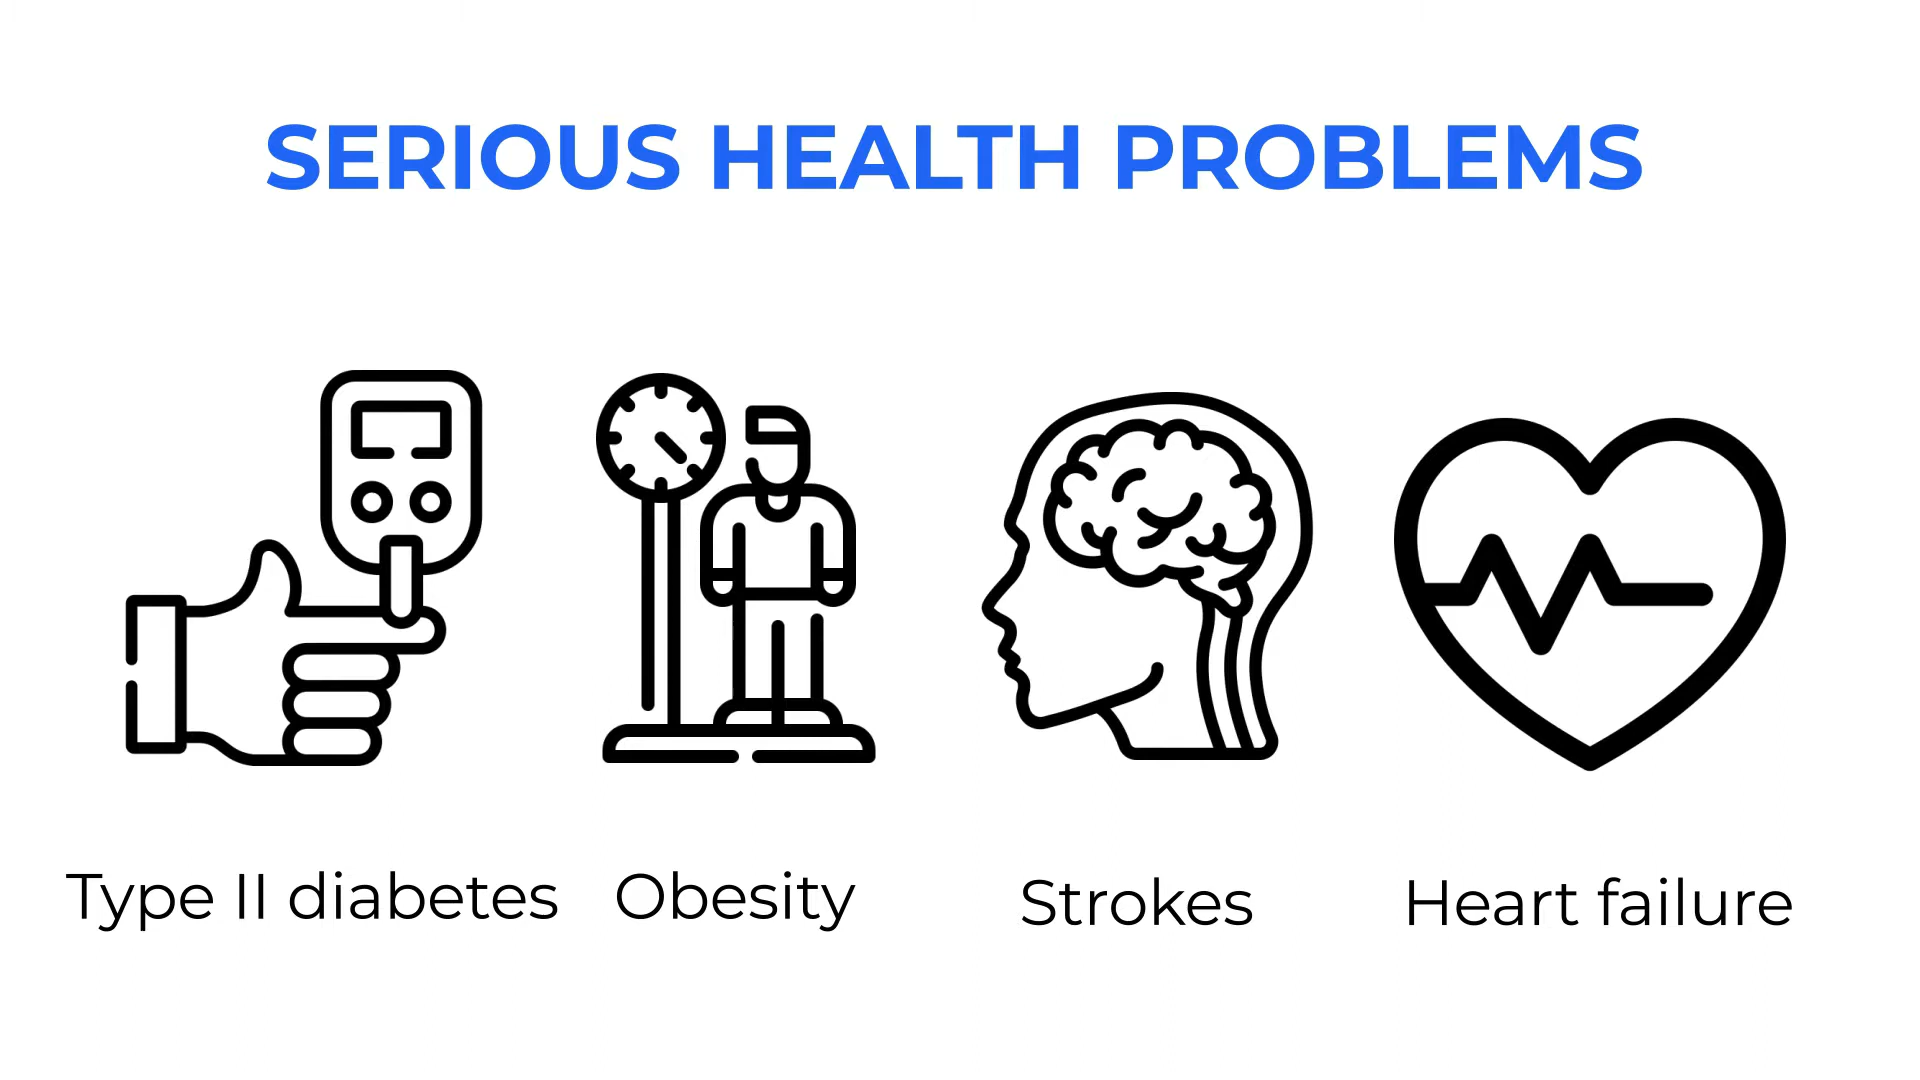 SERIOUS HEALTH PROBLEMS
Type II diabetes
Obesity
Strokes
Heart failure